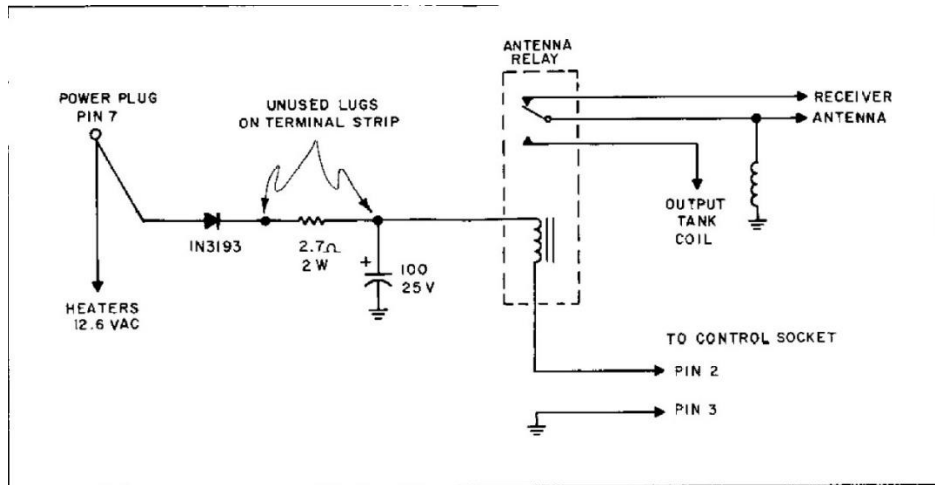 ANTENNA
RELAY
POWER PLUG
PIN 7
UNUSED LUGS
ON TERMINAL STRIP
RECEIVER
ANTENNA
OUTPUT
TANK
COIL
1N3193
2.7Ω
2 W
+
100
25 V
HEATERS
12.6 VAC
TO CONTROL SOCKET
PIN 2
PIN 3